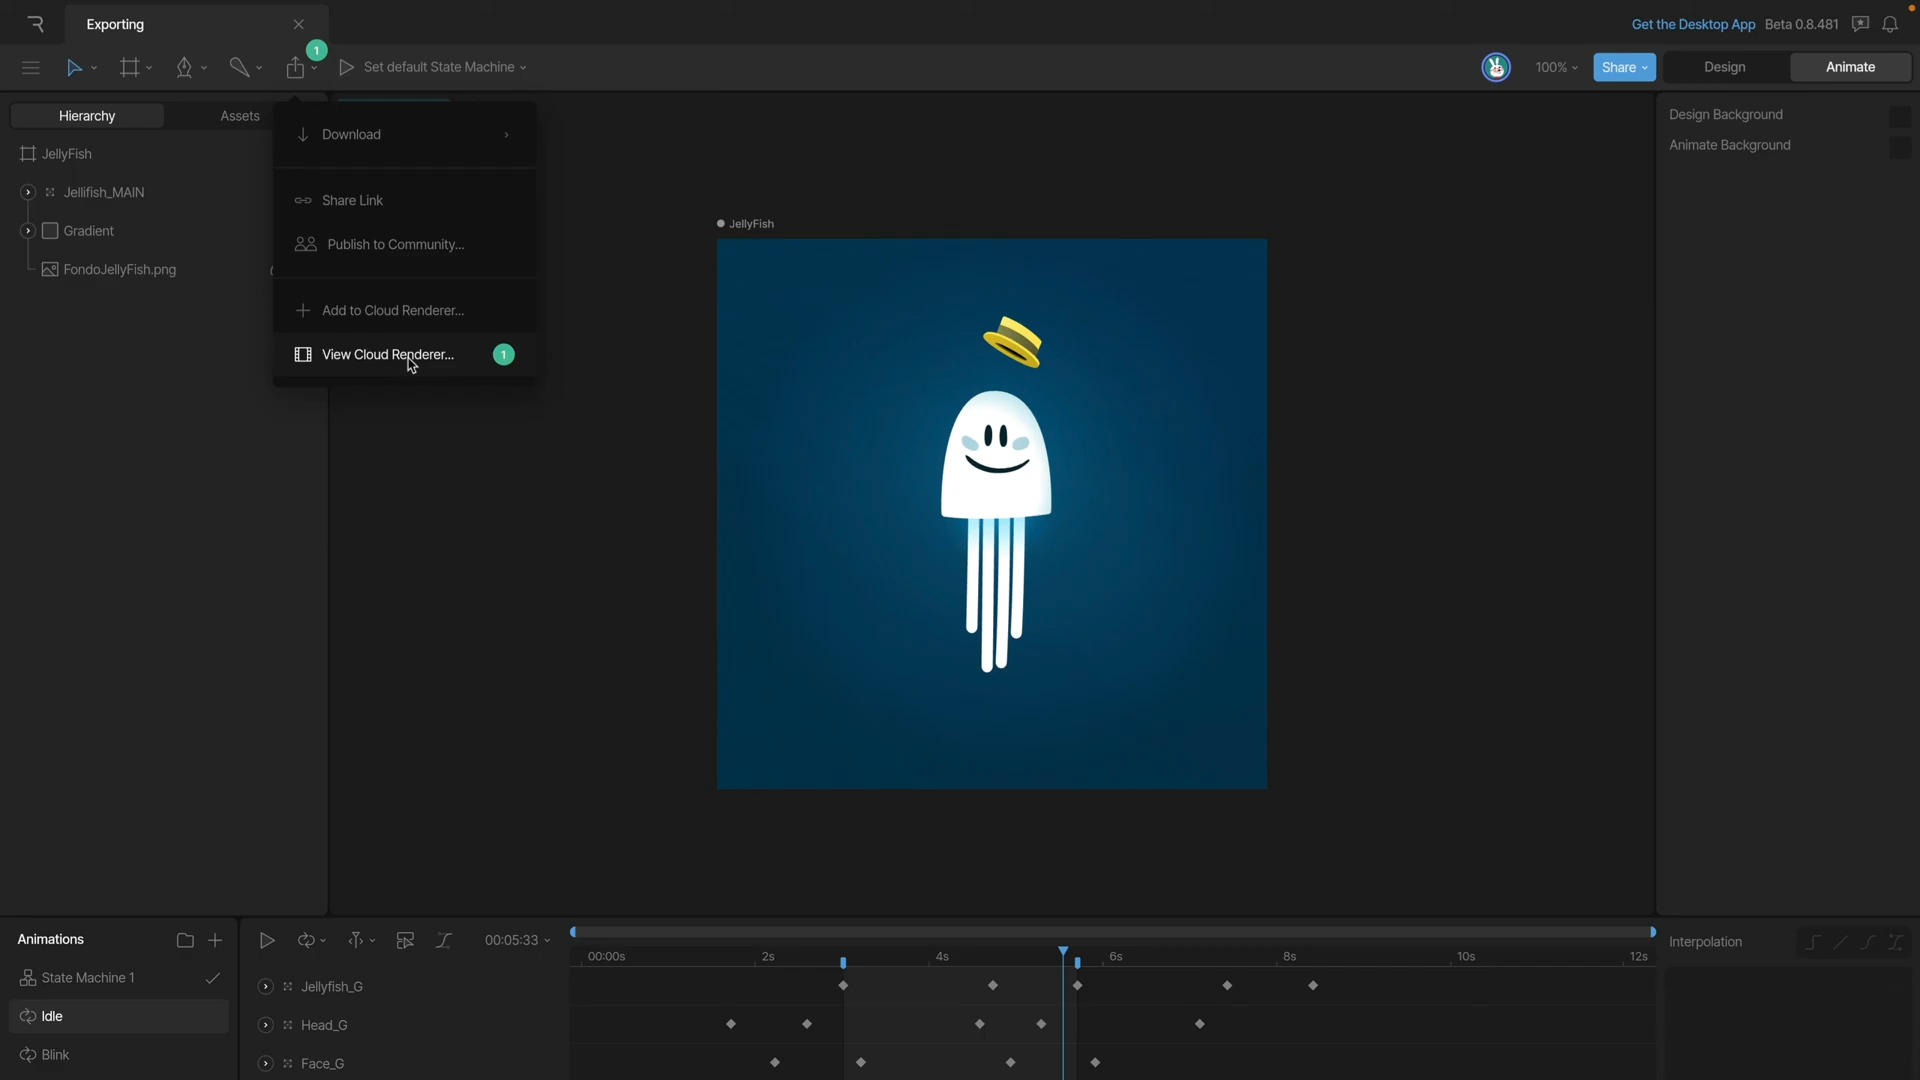 Exporting
Get the Desktop App Beta 0.8.481
1
Set default State Machine
100% Share Design Animate
Hierarchy Assets
Design Background
Animate Background
JellyFish
Jellifish_MAIN
Gradient
FondoJellyFish.png
Download
Share Link
Publish to Community...
Add to Cloud Renderer...
View Cloud Renderer... 1
JellyFish
Animations
State Machine 1
Idle
Blink
00:05:33
00:00s 2s 4s 6s 8s 10s 12s
Jellyfish_G
Head_G
Face_G
Interpolation